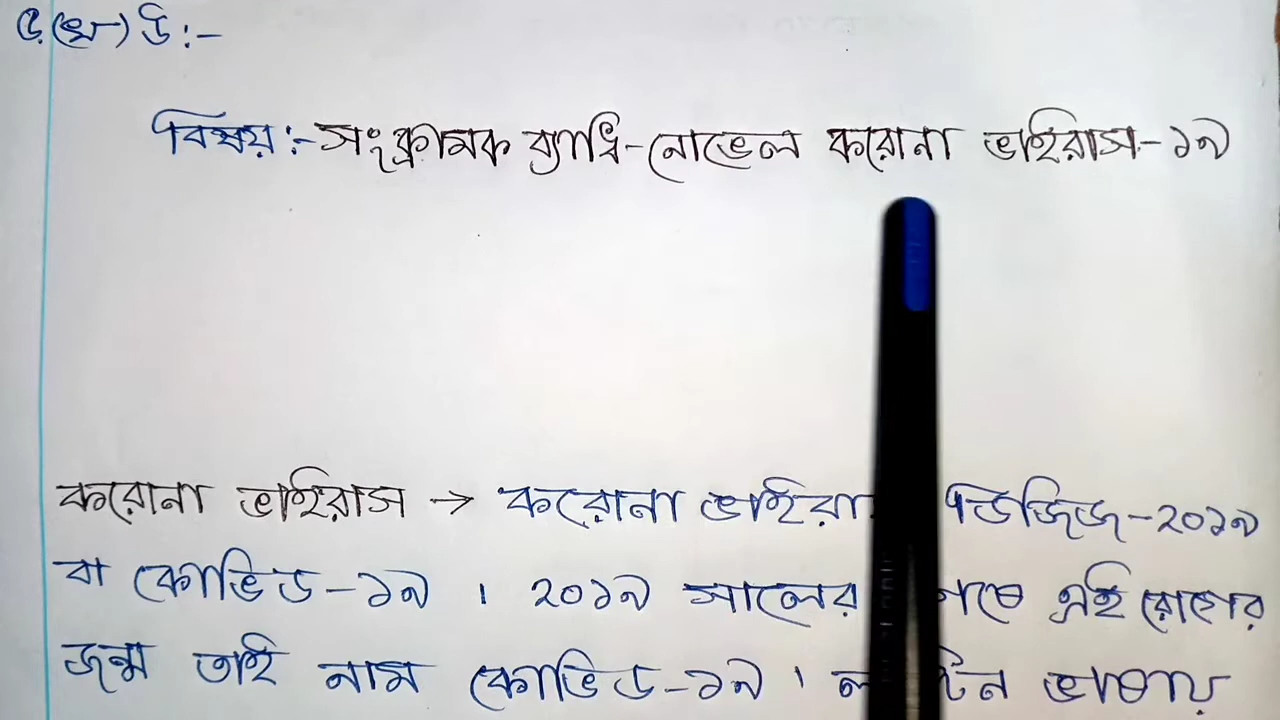 ৫.(খ) উ:-
বিষয়:- সংক্রামক ব্যাধি-নোভেল করোনা ভাইরাস-১৯
করোনা ভাইরাস → করোনা ভাইরা ডিজিজ-২০১৯
বা কোভিড-১৯ । ২০১৯ সালের এই রোগের
জন্ম তাই নাম কোভিড-১৯ । ভাষায়